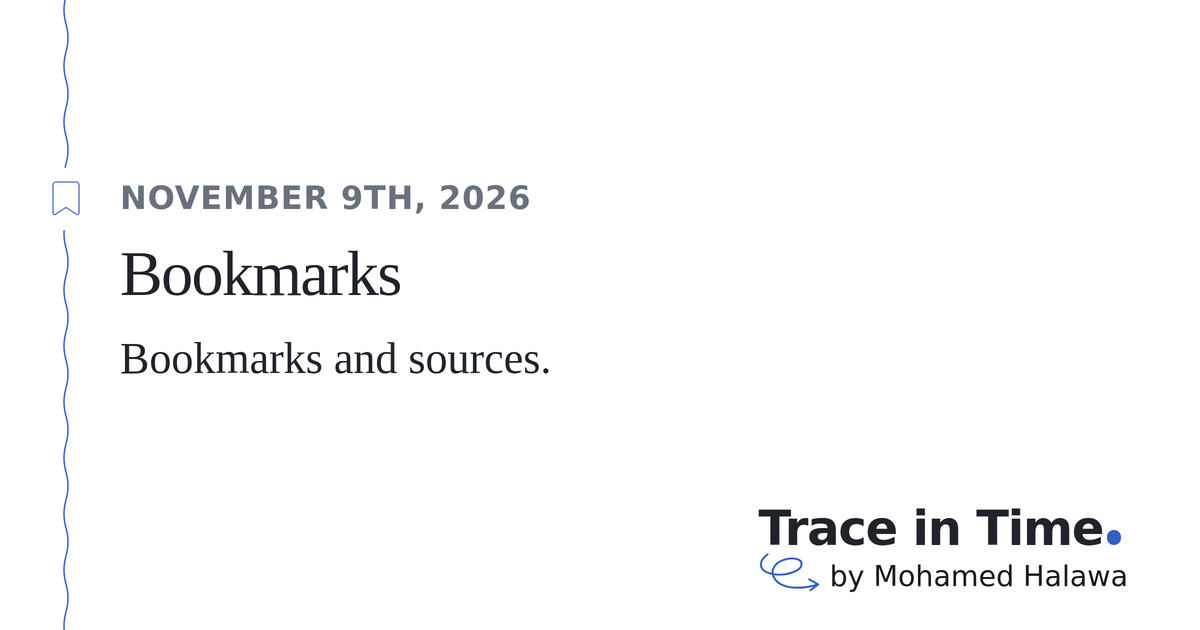 NOVEMBER 9TH, 2026
Bookmarks
Bookmarks and sources.
Trace in Time.
by Mohamed Halawa